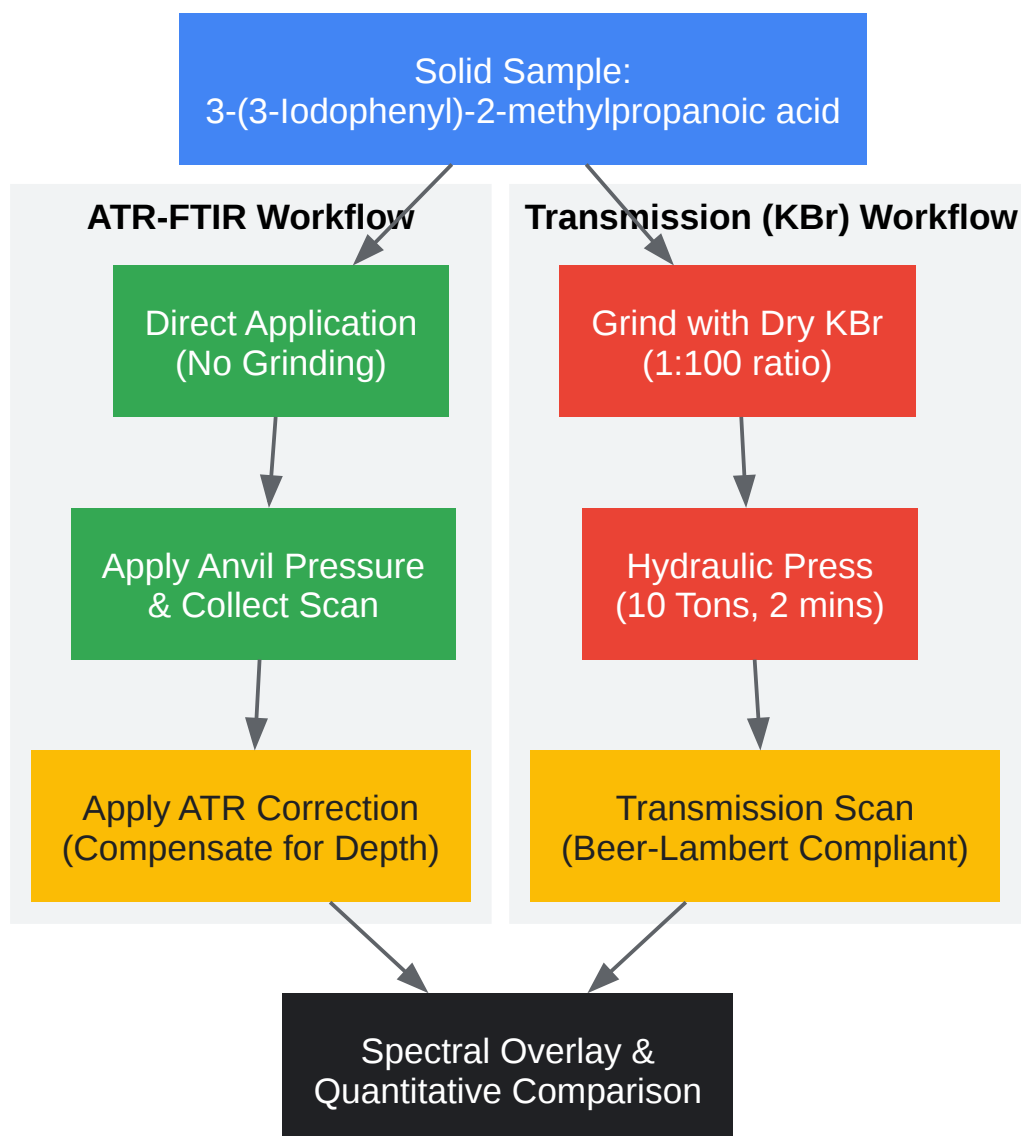 Solid Sample:
3-(3-Iodophenyl)-2-methylpropanoic acid
ATR-FTIR Workflow
Direct Application
(No Grinding)
Apply Anvil Pressure
& Collect Scan
Apply ATR Correction
(Compensate for Depth)
Transmission (KBr) Workflow
Grind with Dry KBr
(1:100 ratio)
Hydraulic Press
(10 Tons, 2 mins)
Transmission Scan
(Beer-Lambert Compliant)
Spectral Overlay &
Quantitative Comparison